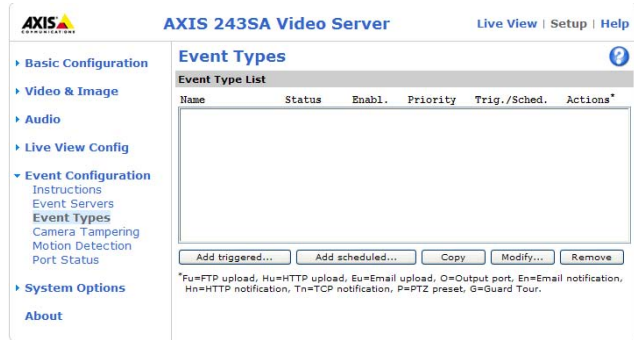 AXIS
COMMUNICATIONS
AXIS 243SA Video Server
Live View | Setup | Help
Basic Configuration
Video & Image
Audio
Live View Config
Event Configuration
Instructions
Event Servers
Event Types
Camera Tampering
Motion Detection
Port Status
System Options
About
Event Types
?
Event Type List
Name Status Enabl. Priority Trig./Sched. Actions*
Add triggered... Add scheduled... Copy Modify... Remove
*Fu=FTP upload, Hu=HTTP upload, Eu=Email upload, O=Output port, En=Email notification,
Hn=HTTP notification, Tn=TCP notification, P=PTZ preset, G=Guard Tour.